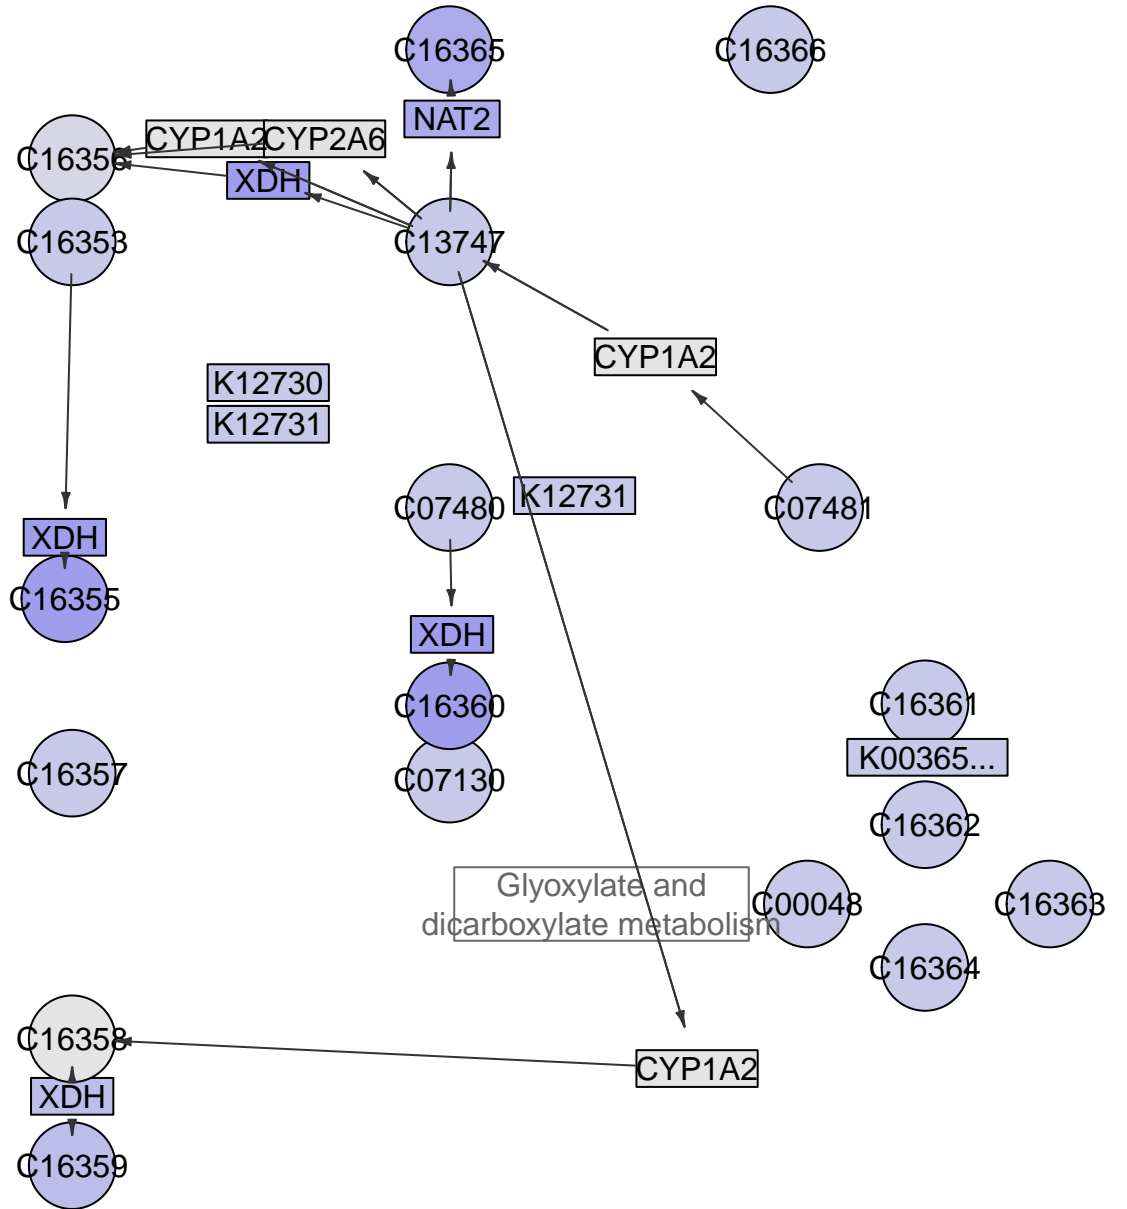 C16365
C16366
NAT2
CYP1A2
CYP2A6
C16356
XDH
C16353
C13747
CYP1A2
K12730
K12731
K12731
C07480
C07481
XDH
C16355
XDH
C16360
C16361
K00365...
C16357
C07130
C16362
Glyoxylate and
dicarboxylate metabolism
C00048
C16363
C16364
C16358
CYP1A2
XDH
C16359